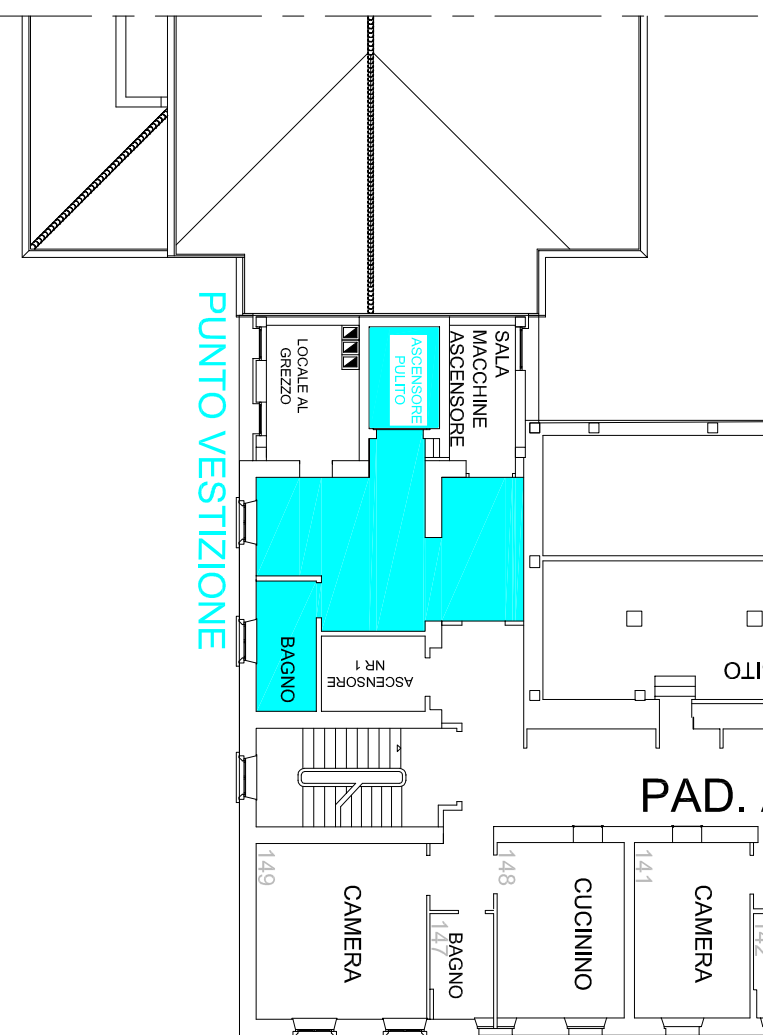 PUNTO VESTIZIONE
LOCALE AL
GREZZO
ASCENSORE
PULITO
SALA
MACCHINE
ASCENSORE
BAGNO
ASCENSORE
NR 1
PAD.
149
CAMERA
147
BAGNO
148
CUCININO
141
CAMERA